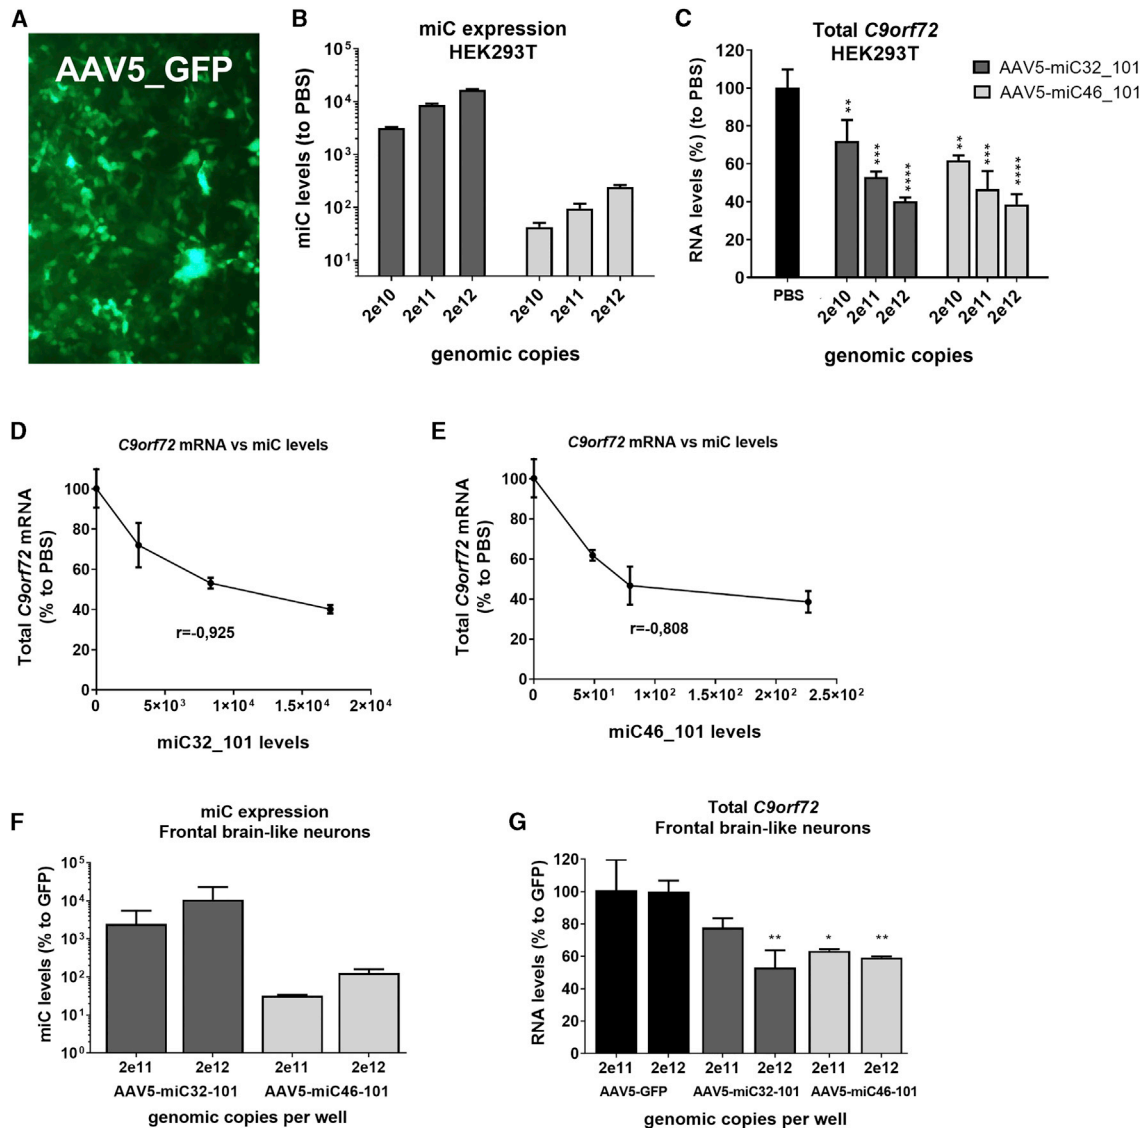 A
AAV5_GFP
B
miC expression
HEK293T
miC levels (to PBS)
10⁵
10⁴
10³
10²
10¹
2e10
2e11
2e12
2e10
2e11
2e12
genomic copies
C
Total C9orf72
HEK293T
RNA levels (%) (to PBS)
120
100
80
60
40
20
0
**
***
****
**
***
****
PBS
2e10
2e11
2e12
2e10
2e11
2e12
genomic copies
AAV5-miC32_101
AAV5-miC46_101
D
C9orf72 mRNA vs miC levels
Total C9orf72 mRNA
(% to PBS)
100
80
60
40
20
0
r=-0,925
0 5×10³ 1×10⁴ 1.5×10⁴ 2×10⁴
miC32_101 levels
E
C9orf72 mRNA vs miC levels
Total C9orf72 mRNA
(% to PBS)
100
80
60
40
20
0
r=-0,808
0 5×10¹ 1×10² 1.5×10² 2×10² 2.5×10²
miC46_101 levels
F
miC expression
Frontal brain-like neurons
miC levels (% to GFP)
10⁵
10⁴
10³
10²
10¹
10⁰
2e11 2e12 2e11 2e12
AAV5-miC32-101 AAV5-miC46-101
genomic copies per well
G
Total C9orf72
Frontal brain-like neurons
RNA levels (% to GFP)
120
100
80
60
40
20
0
** * **
2e11 2e12 2e11 2e12 2e11 2e12
AAV5-GFP AAV5-miC32-101 AAV5-miC46-101
genomic copies per well